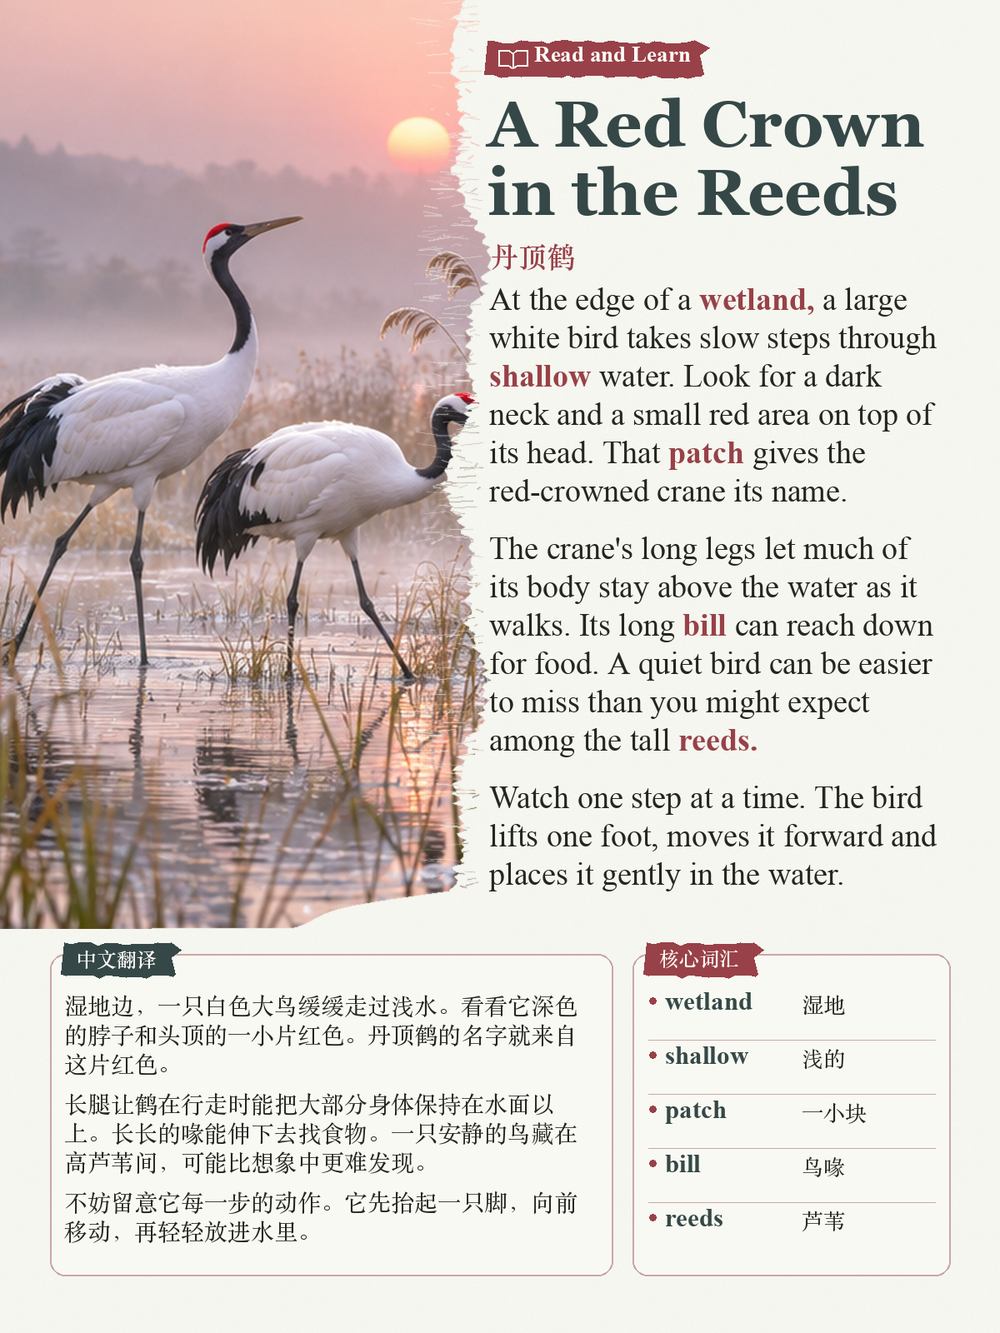 Read and Learn
A Red Crown
in the Reeds
丹顶鹤
At the edge of a wetland, a large
white bird takes slow steps through
shallow water. Look for a dark
neck and a small red area on top of
its head. That patch gives the
red-crowned crane its name.
The crane's long legs let much of
its body stay above the water as it
walks. Its long bill can reach down
for food. A quiet bird can be easier
to miss than you might expect
among the tall reeds.
Watch one step at a time. The bird
lifts one foot, moves it forward and
places it gently in the water.
中文翻译
湿地边，一只白色大鸟缓缓走过浅水。看看它深色
的脖子和头顶的一小片红色。丹顶鹤的名字就来自
这片红色。
长腿让鹤在行走时能把大部分身体保持在水面以
上。长长的喙能伸下去找食物。一只安静的鸟藏在
高芦苇间，可能比想象中更难发现。
不妨留意它每一步的动作。它先抬起一只脚，向前
移动，再轻轻放进水里。
核心词汇
wetland 湿地
shallow 浅的
patch 一小块
bill 鸟喙
reeds 芦苇